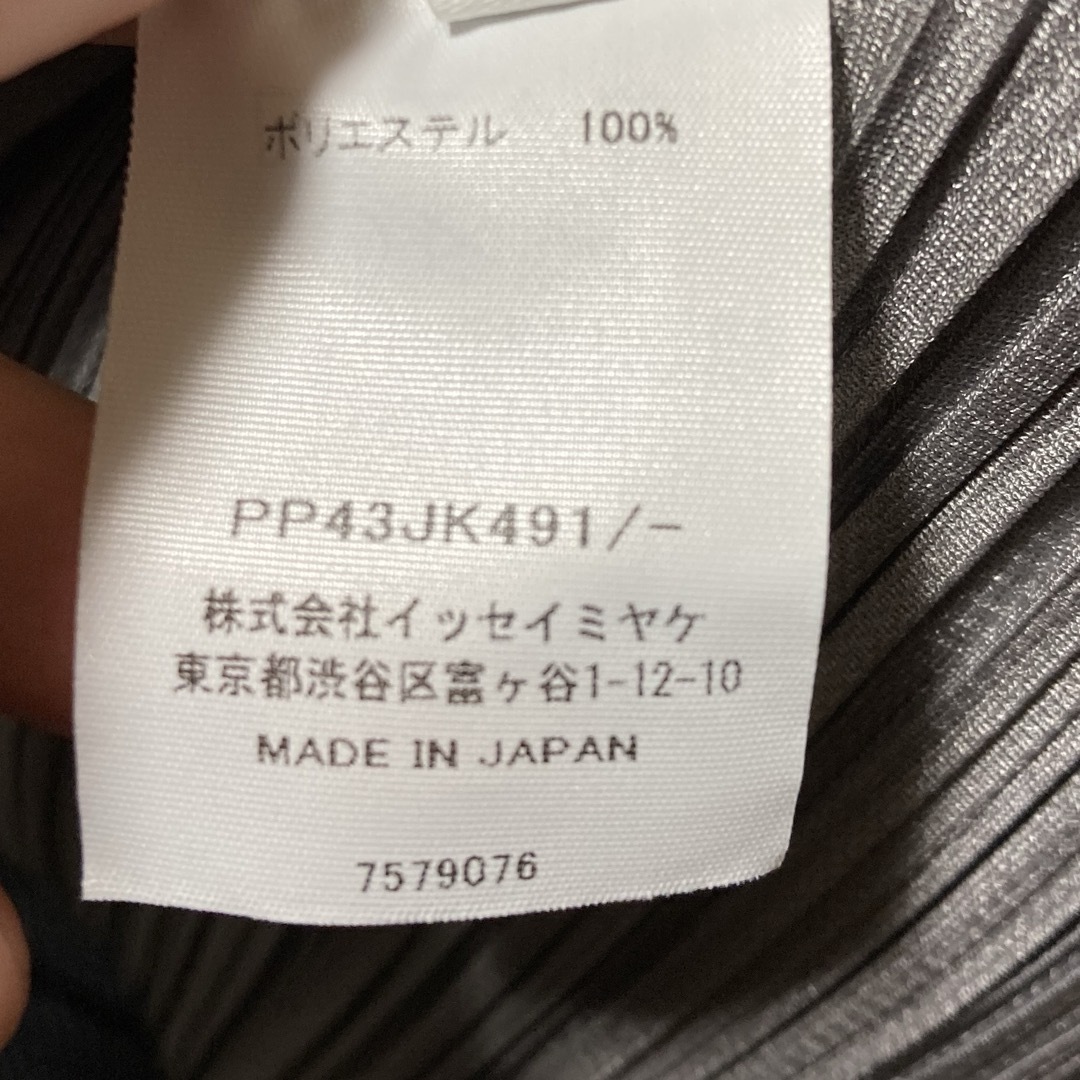 ポリエステル 100%
PP43JK491/-
株式会社イッセイミヤケ
東京都渋谷区富ヶ谷1-12-10
MADE IN JAPAN
7579076